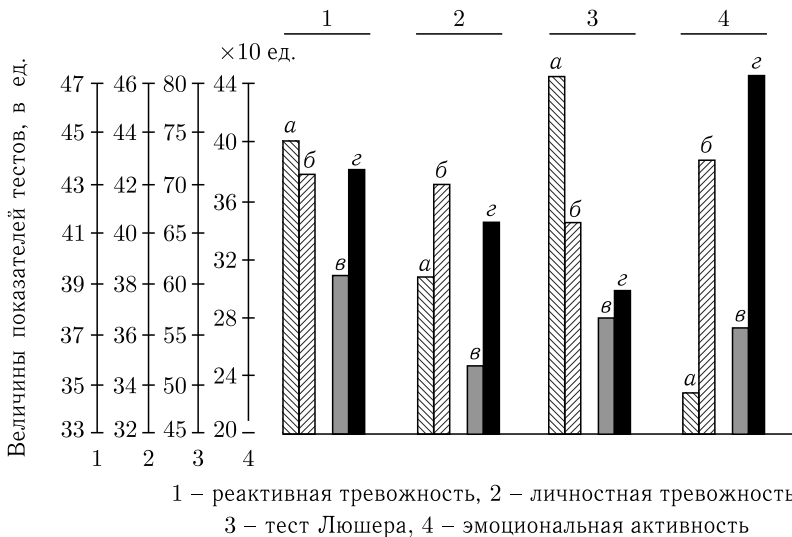 1 2 3 4
×10 ед.
Величины показателей тестов, в ед.
47 46 80 44
45 44 75 40
43 42 70 36
41 40 65
39 38 60 32
37 36 55 28
35 34 50 24
33 32 45 20
1 2 3 4
а б в г
а б в г
а б в г
а б в г
1 – реактивная тревожность, 2 – личностная тревожность
3 – тест Люшера, 4 – эмоциональная активность